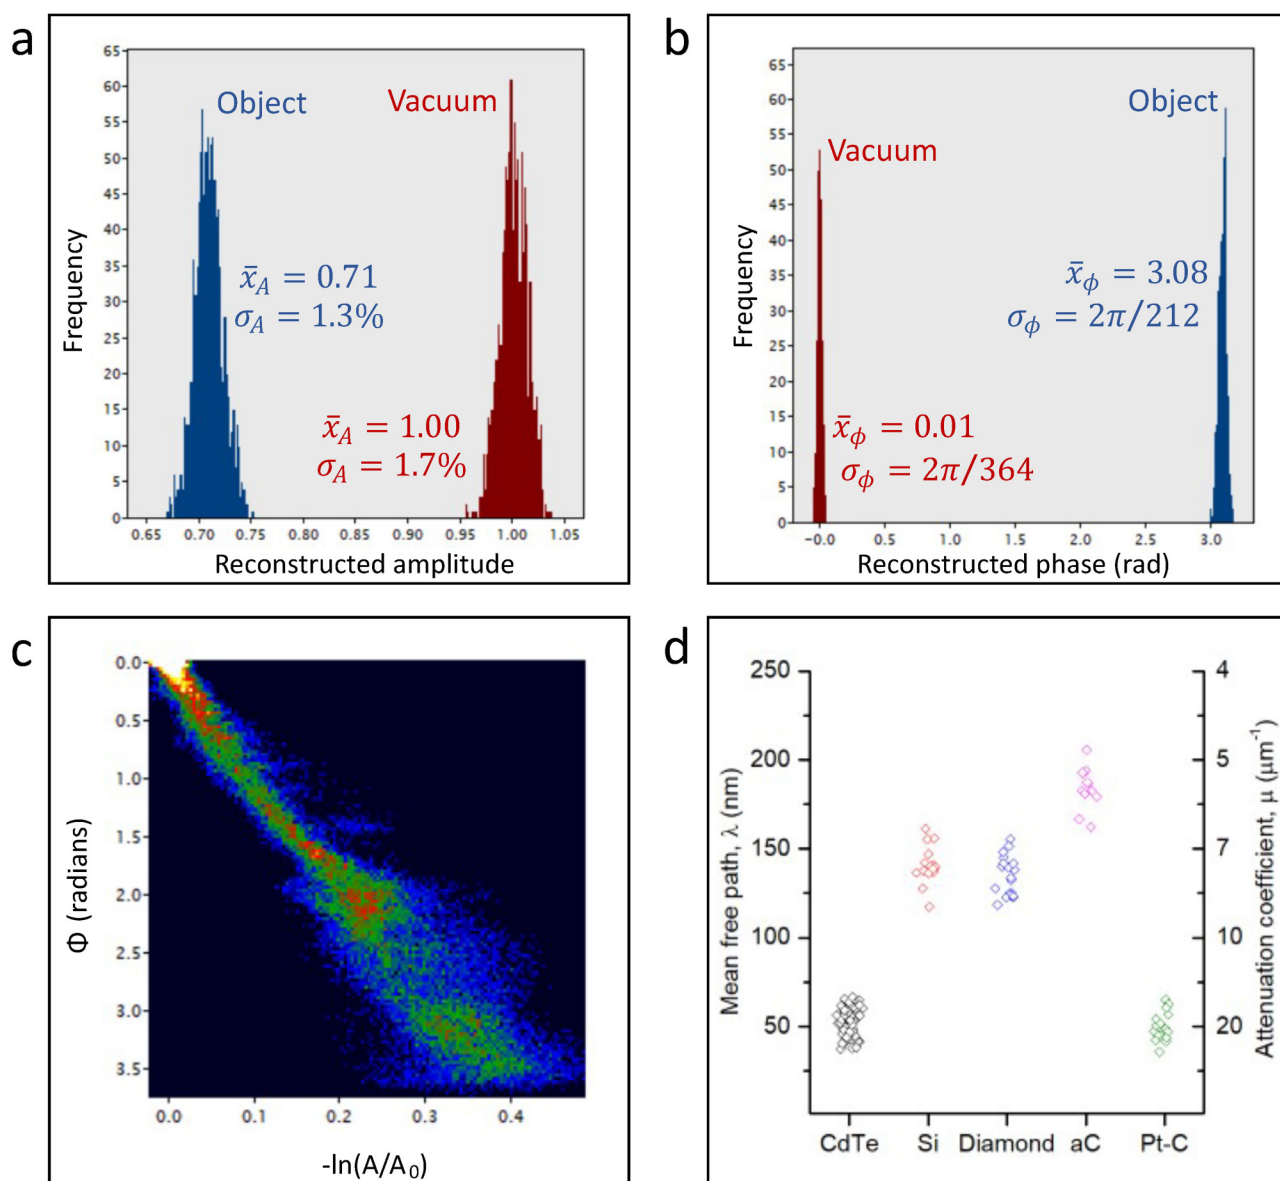 a
65
60
55
50
45
40
35
30
25
20
15
10
5
0
Frequency
Object
Vacuum
x̄_A = 0.71
σ_A = 1.3%
x̄_A = 1.00
σ_A = 1.7%
0.65 0.70 0.75 0.80 0.85 0.90 0.95 1.00 1.05
Reconstructed amplitude
b
65
60
55
50
45
40
35
30
25
20
15
10
5
0
Frequency
Vacuum
Object
x̄_ϕ = 3.08
σ_ϕ = 2π/212
x̄_ϕ = 0.01
σ_ϕ = 2π/364
-0.0 0.5 1.0 1.5 2.0 2.5 3.0
Reconstructed phase (rad)
c
0.0
0.5
1.0
1.5
2.0
2.5
3.0
3.5
Φ (radians)
0.0 0.1 0.2 0.3 0.4
-ln(A/A₀)
d
250
200
150
100
50
Mean free path, λ (nm)
4
5
7
10
20
Attenuation coefficient, μ (μm⁻¹)
CdTe Si Diamond aC Pt-C